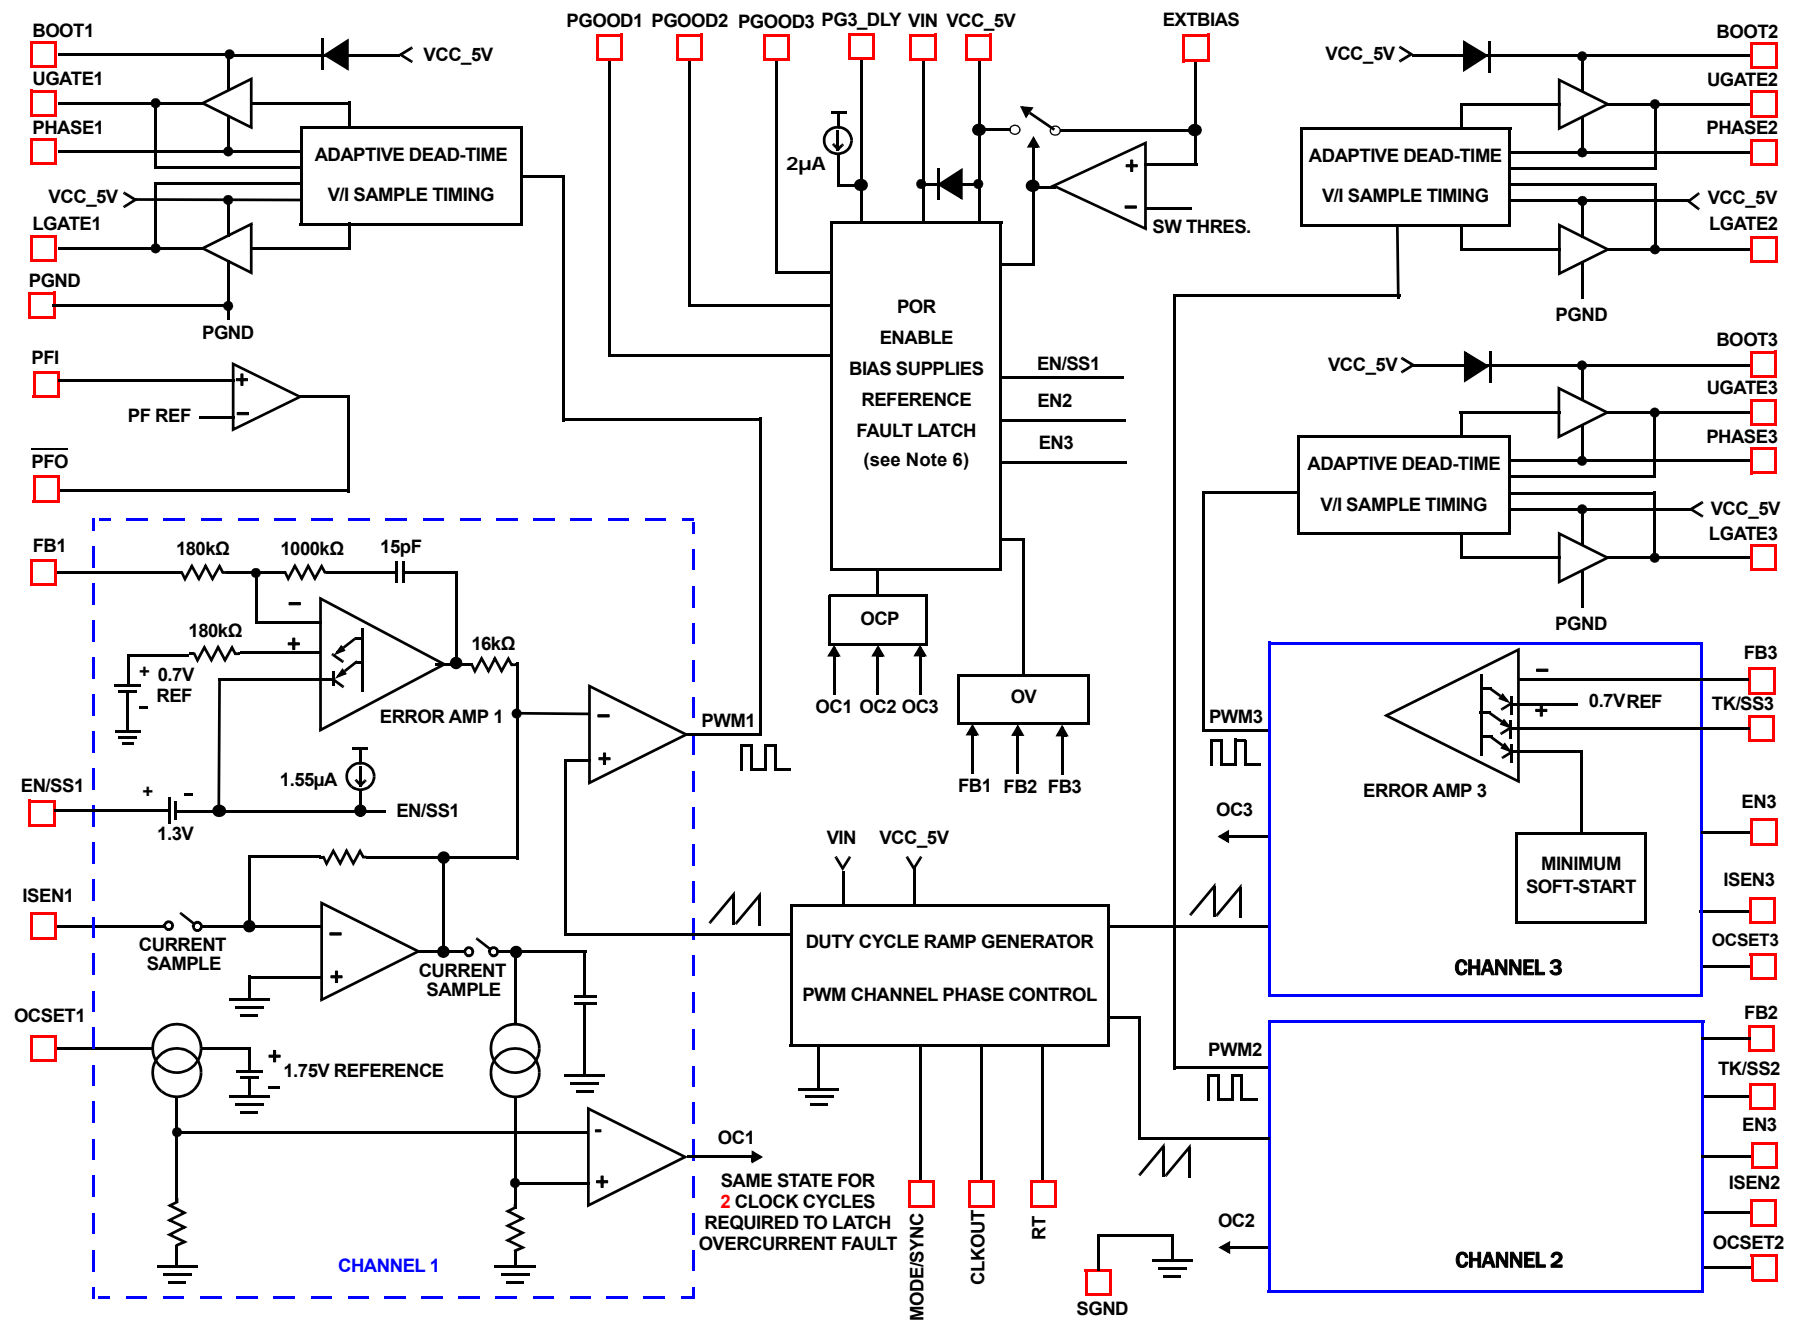 BOOT1
UGATE1
PHASE1
VCC_5V
VCC_5V
LGATE1
PGND
PGND
ADAPTIVE DEAD-TIME
V/I SAMPLE TIMING
PFI
PF REF
+
−
PFO
PGOOD1
PGOOD2
PGOOD3
PG3_DLY
VIN
VCC_5V
EXTBIAS
2µA
+
−
SW THRES.
POR
ENABLE
BIAS SUPPLIES
REFERENCE
FAULT LATCH
(see Note 6)
EN/SS1
EN2
EN3
OCP
OC1
OC2
OC3
OV
FB1
FB2
FB3
VCC_5V
BOOT2
UGATE2
PHASE2
VCC_5V
LGATE2
PGND
ADAPTIVE DEAD-TIME
V/I SAMPLE TIMING
VCC_5V
BOOT3
UGATE3
PHASE3
VCC_5V
LGATE3
PGND
ADAPTIVE DEAD-TIME
V/I SAMPLE TIMING
FB1
180kΩ
1000kΩ
15pF
−
+
180kΩ
16kΩ
+
0.7V
REF
−
ERROR AMP 1
−
+
PWM1
1.55µA
EN/SS1
+
−
1.3V
EN/SS1
ISEN1
CURRENT
SAMPLE
−
+
CURRENT
SAMPLE
OCSET1
+
1.75V REFERENCE
−
-
+
OC1
SAME STATE FOR
2 CLOCK CYCLES
REQUIRED TO LATCH
OVERCURRENT FAULT
CHANNEL 1
VIN
VCC_5V
DUTY CYCLE RAMP GENERATOR
PWM CHANNEL PHASE CONTROL
MODE/SYNC
CLKOUT
RT
SGND
PWM3
OC3
−
0.7V REF
+
ERROR AMP 3
MINIMUM
SOFT-START
CHANNEL 3
FB3
TK/SS3
EN3
ISEN3
OCSET3
PWM2
OC2
CHANNEL 2
FB2
TK/SS2
EN3
ISEN2
OCSET2